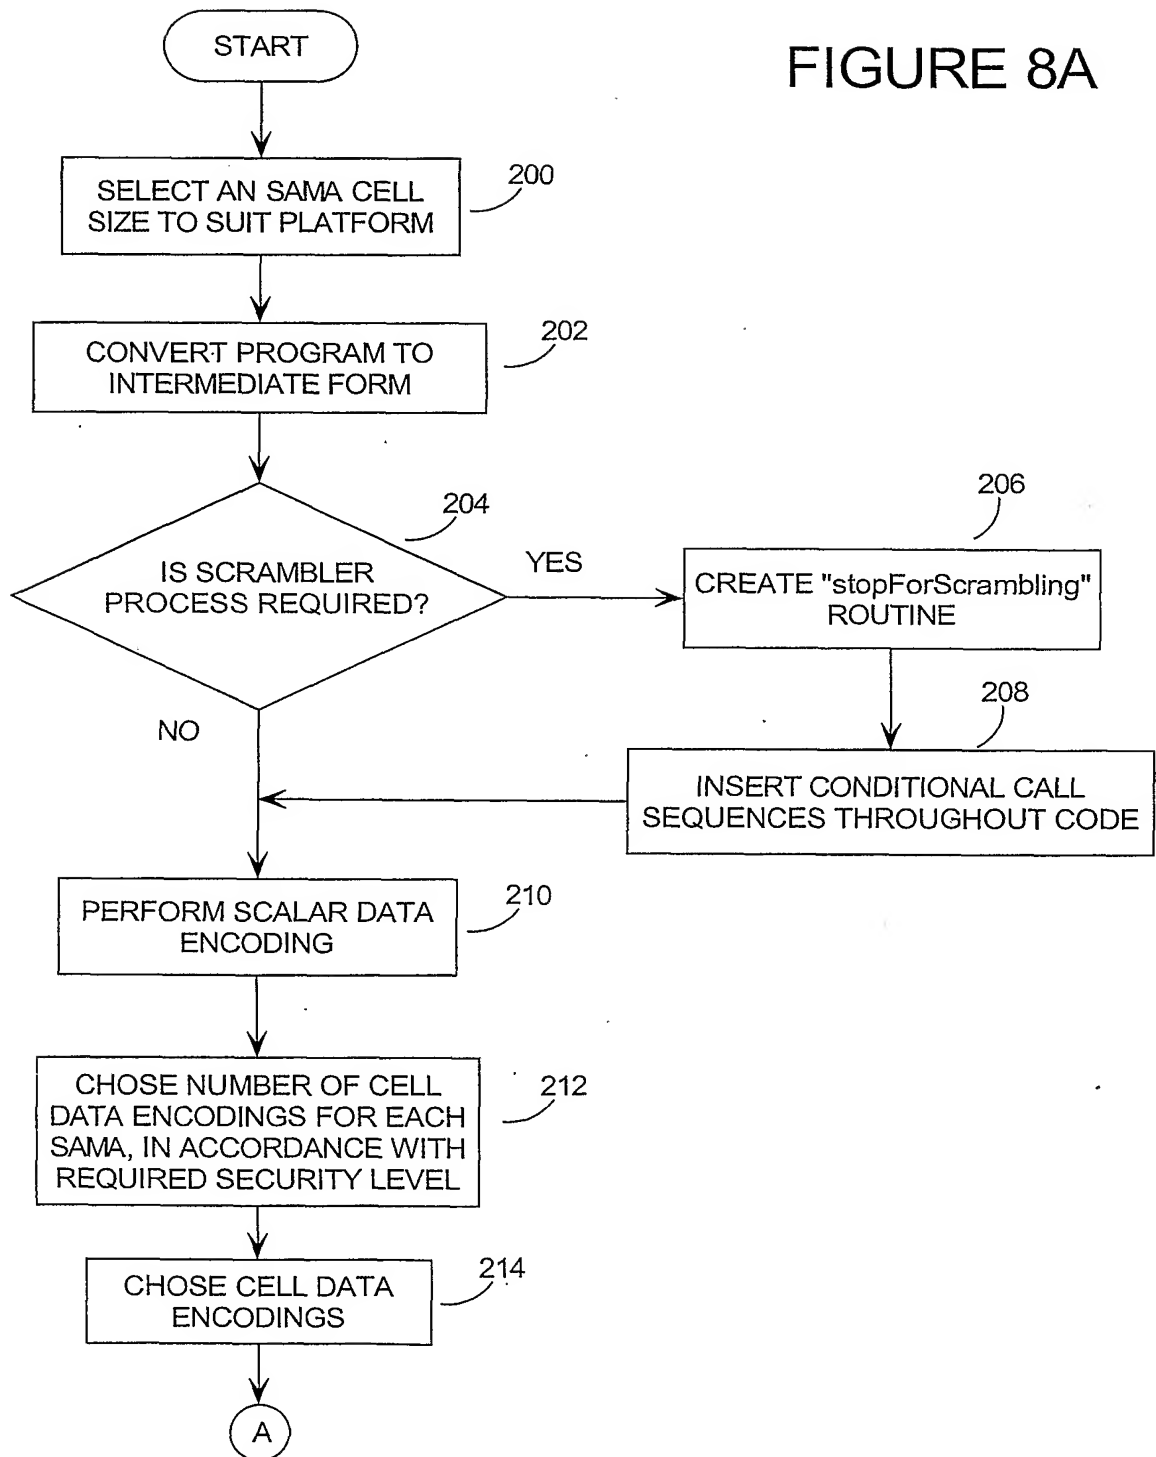 START
FIGURE 8A
SELECT AN SAMA CELL
SIZE TO SUIT PLATFORM
200
CONVERT PROGRAM TO
INTERMEDIATE FORM
202
IS SCRAMBLER
PROCESS REQUIRED?
204
YES
CREATE "stopForScrambling"
ROUTINE
206
NO
INSERT CONDITIONAL CALL
SEQUENCES THROUGHOUT CODE
208
PERFORM SCALAR DATA
ENCODING
210
CHOSE NUMBER OF CELL
DATA ENCODINGS FOR EACH
SAMA, IN ACCORDANCE WITH
REQUIRED SECURITY LEVEL
212
CHOSE CELL DATA
ENCODINGS
214
A